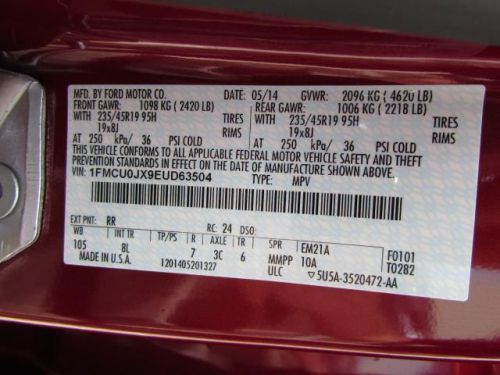 MFD. BY FORD MOTOR CO. 05/14 GVWR: 2096 KG ( 4620 LB)
FRONT GAWR: 1098 KG ( 2420 LB) REAR GAWR: 1006 KG ( 2218 LB)
WITH 235/45R19 95H TIRES WITH 235/45R19 95H TIRES
19x8J RIMS 19x8J RIMS
AT 250 kPa/ 36 PSI COLD AT 250 kPa/ 36 PSI COLD
THIS VEHICLE CONFORMS TO ALL APPLICABLE FEDERAL MOTOR VEHICLE SAFETY AND THEFT
PREVENTION STANDARDS IN EFFECT ON THE DATE OF MANUFACTURE SHOWN ABOVE.
VIN: 1FMCU0JX9EUD63504 TYPE: MPV
EXT PNT: RR RC: 24 DSO: F0101
WB INT TR TP/PS R AXLE TR SPR EM21A T0282
105 BL 7 3C 6 MMPP 10A
MADE IN U.S.A. 1201405201327 ULC ▽5U5A-3520472-AA